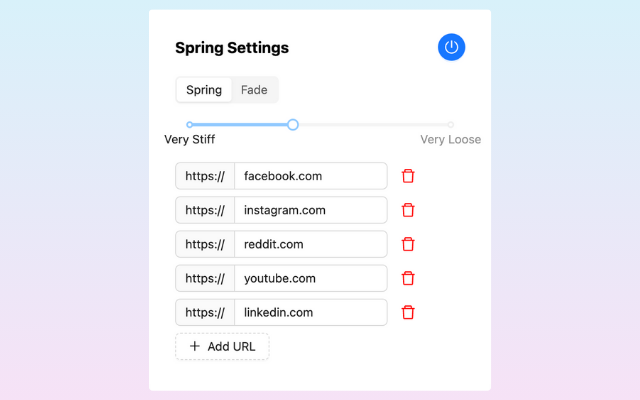 Spring Settings
Spring Fade
Very Stiff Very Loose
https:// facebook.com
https:// instagram.com
https:// reddit.com
https:// youtube.com
https:// linkedin.com
+ Add URL